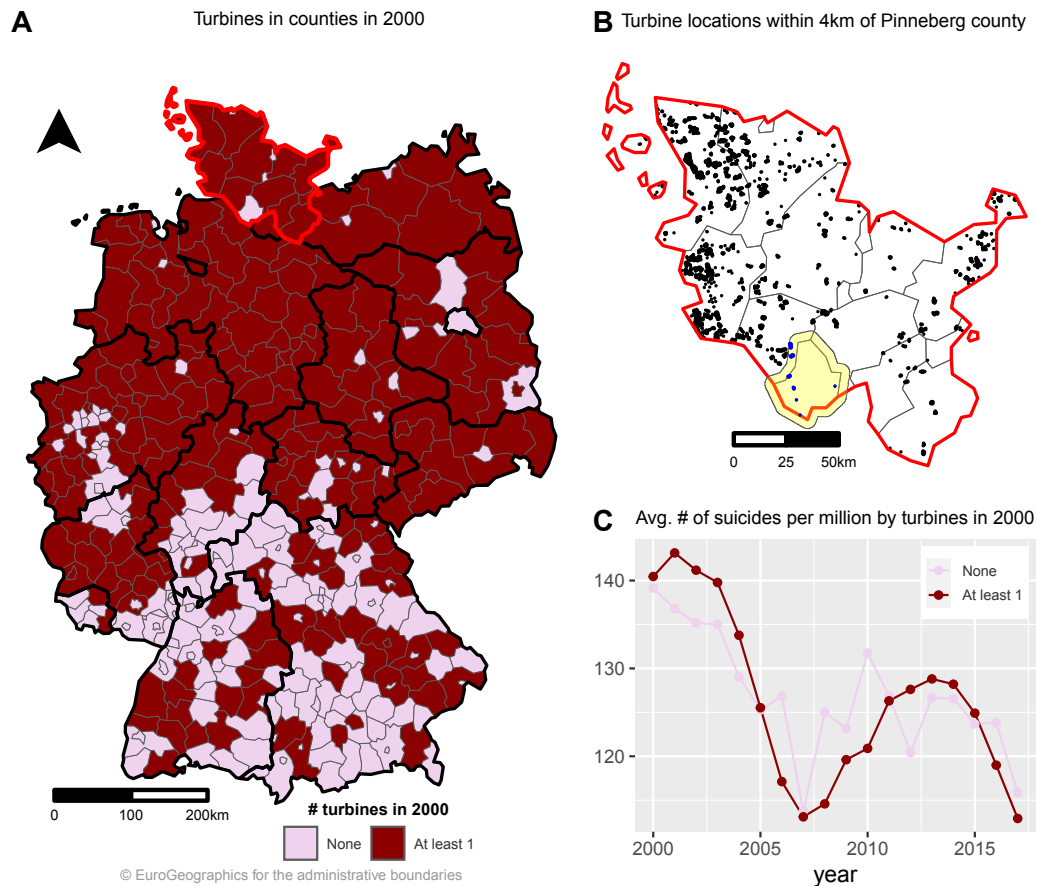 A
Turbines in counties in 2000
0
100
200km
# turbines in 2000
None
At least 1
© EuroGeographics for the administrative boundaries
B
Turbine locations within 4km of Pinneberg county
0
25
50km
C
Avg. # of suicides per million by turbines in 2000
None
At least 1
140
130
120
2000
2005
2010
2015
year